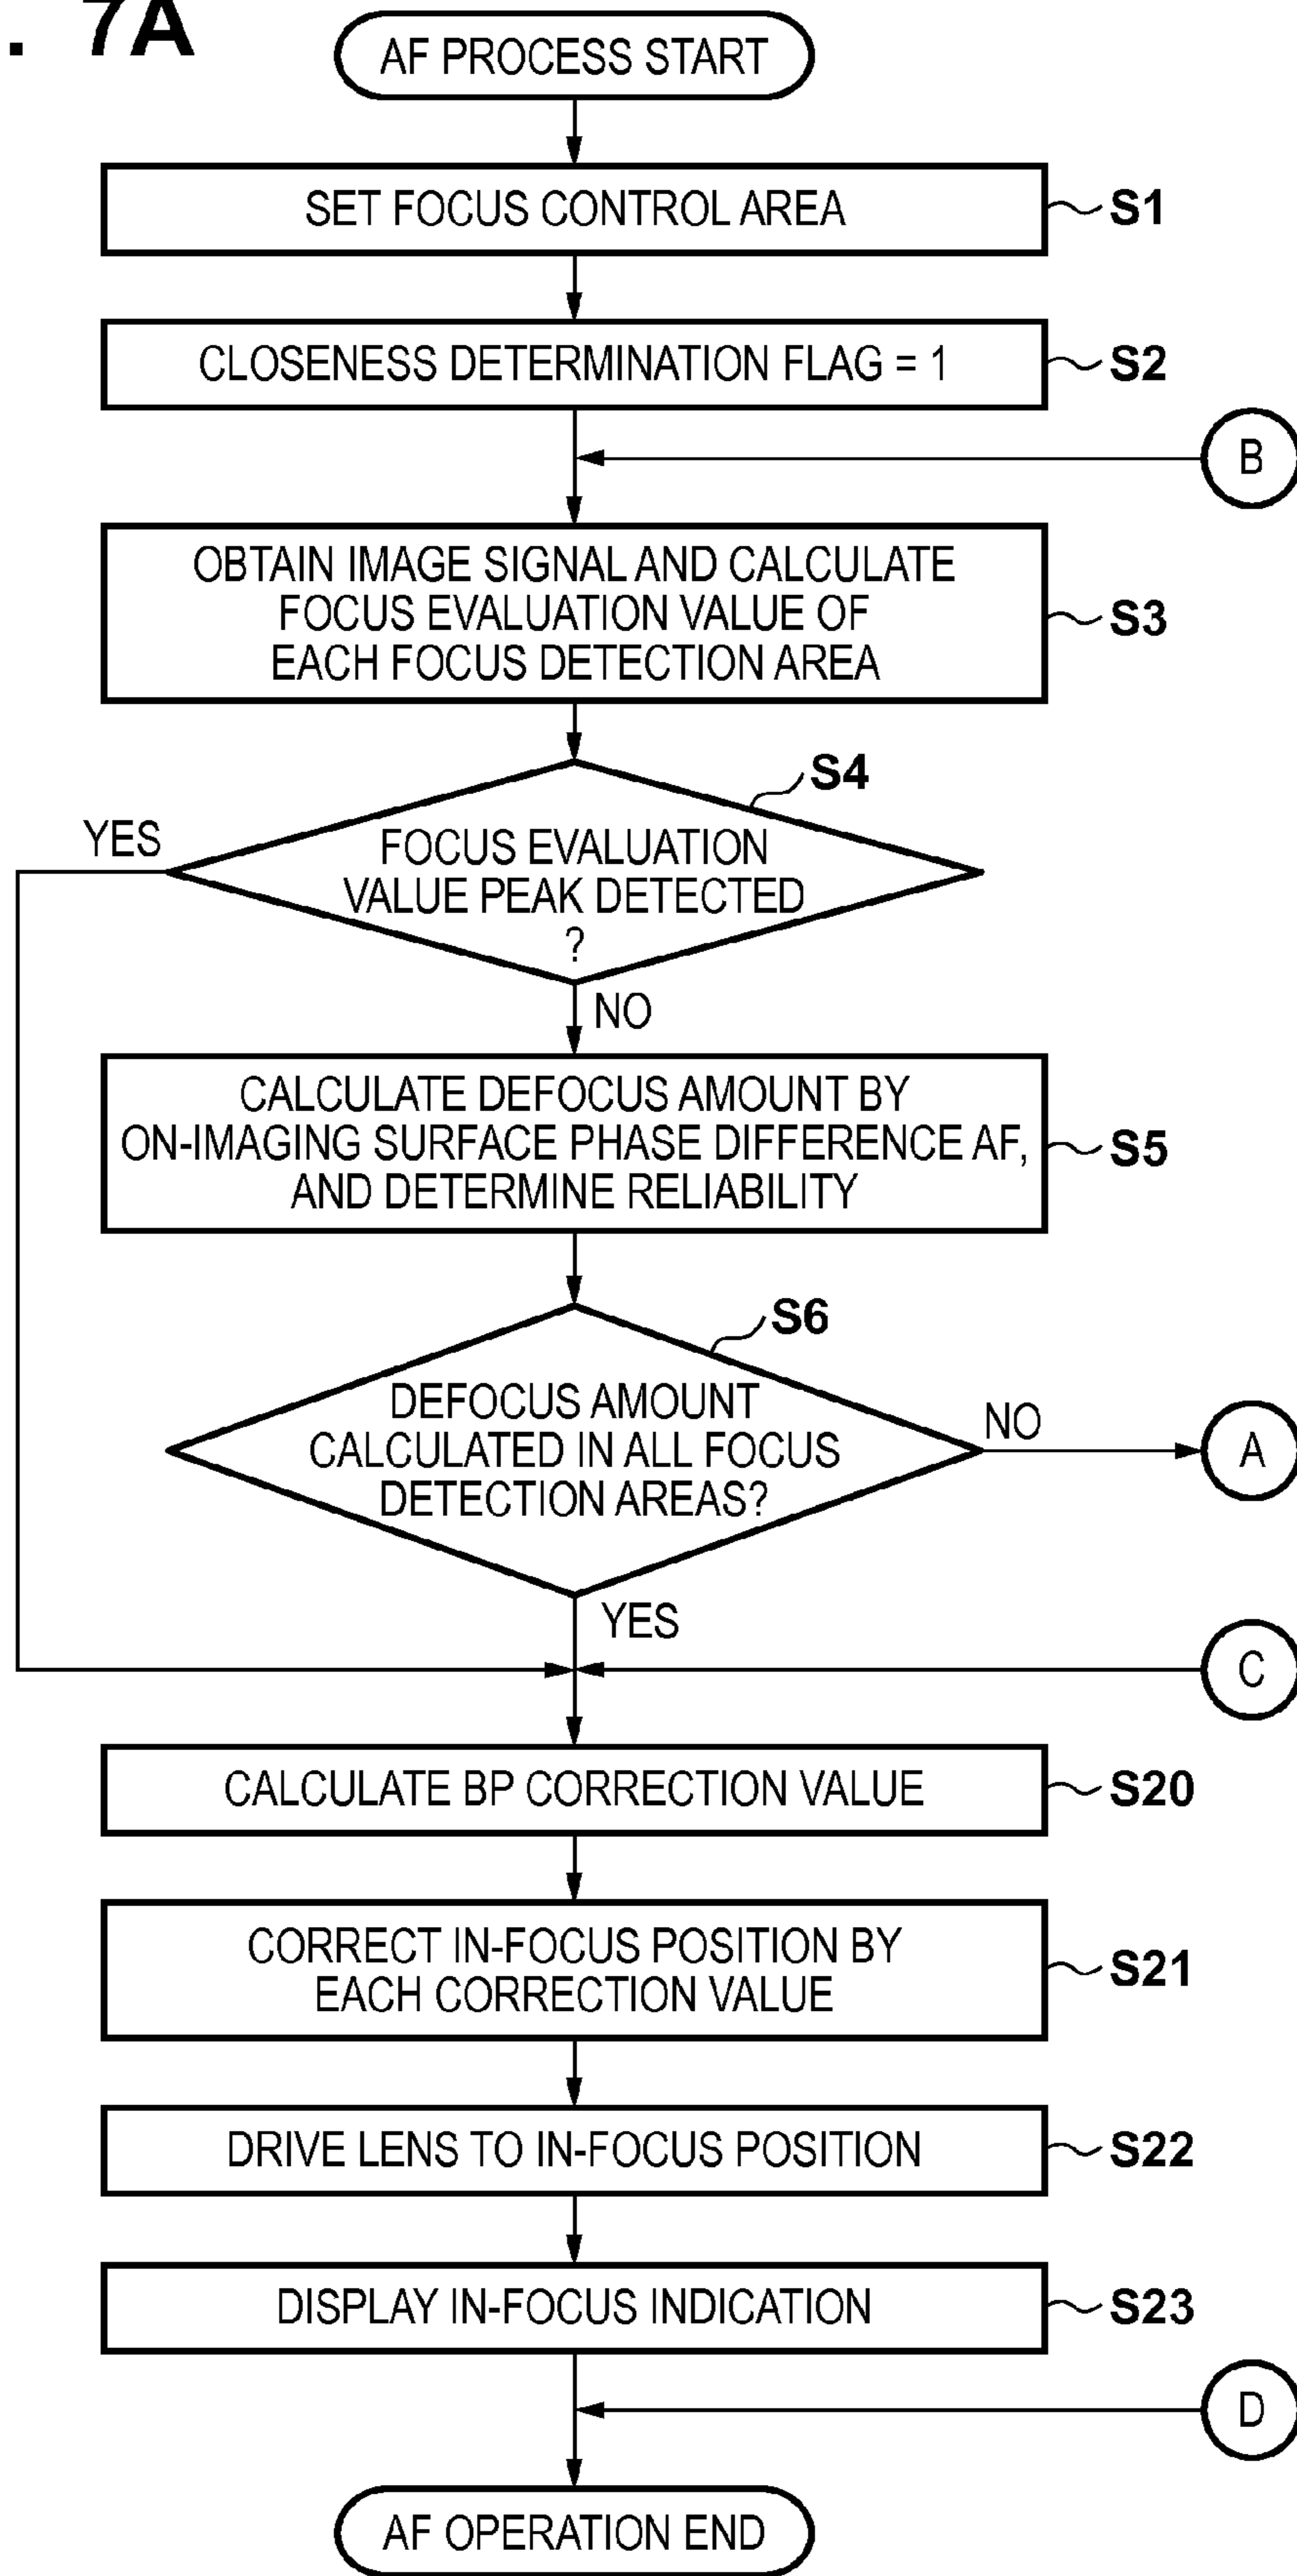 . 7A
AF PROCESS START
SET FOCUS CONTROL AREA
S1
CLOSENESS DETERMINATION FLAG = 1
S2
B
OBTAIN IMAGE SIGNAL AND CALCULATE
FOCUS EVALUATION VALUE OF
EACH FOCUS DETECTION AREA
S3
S4
YES
FOCUS EVALUATION
VALUE PEAK DETECTED
?
NO
CALCULATE DEFOCUS AMOUNT BY
ON-IMAGING SURFACE PHASE DIFFERENCE AF,
AND DETERMINE RELIABILITY
S5
S6
DEFOCUS AMOUNT
CALCULATED IN ALL FOCUS
DETECTION AREAS?
NO
A
YES
C
CALCULATE BP CORRECTION VALUE
S20
CORRECT IN-FOCUS POSITION BY
EACH CORRECTION VALUE
S21
DRIVE LENS TO IN-FOCUS POSITION
S22
DISPLAY IN-FOCUS INDICATION
S23
D
AF OPERATION END